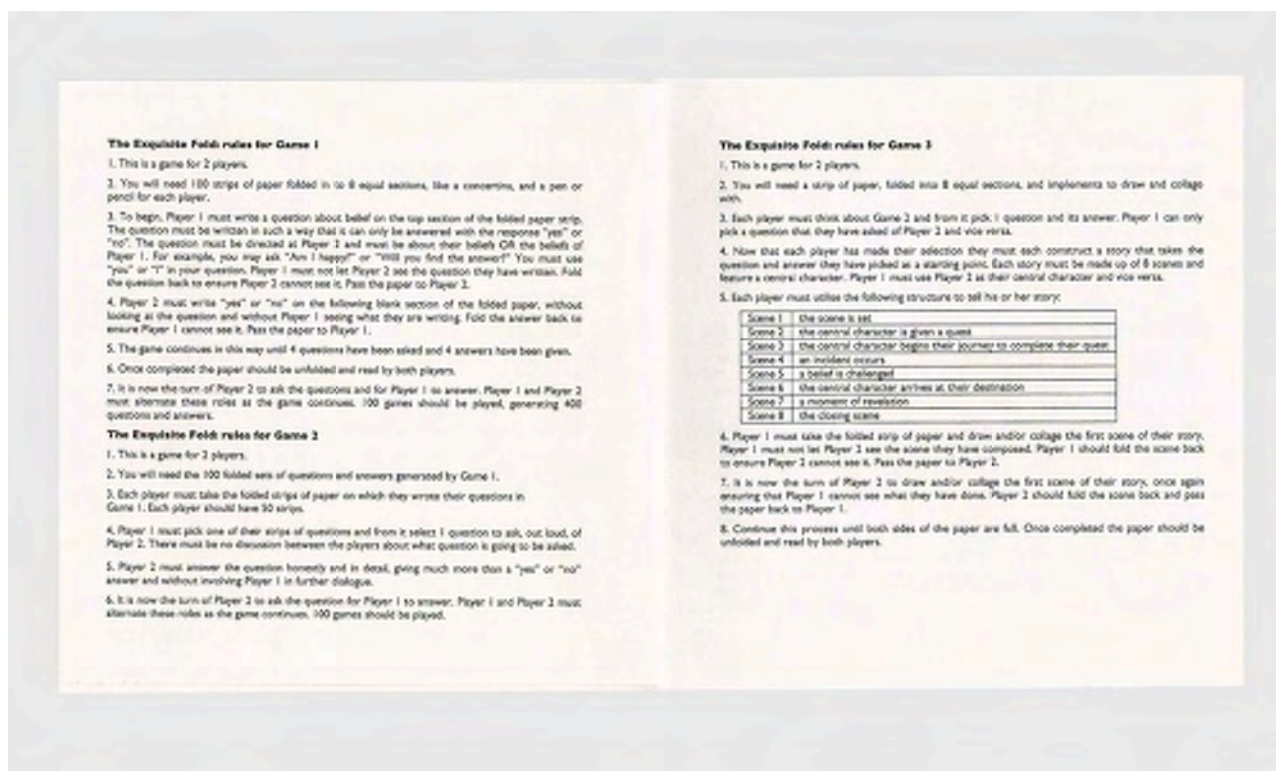 The Exquisite Fold: rules for Game 1
1. This is a game for 2 players.
2. You will need 100 strips of paper folded in to 8 equal sections, like a concertina, and a pen or
pencil for each player.
3. To begin, Player 1 must write a question about belief on the top section of the folded paper strip.
The question must be written in such a way that it can only be answered with the response "yes" or
"no". The question must be directed at Player 2 and must be about their beliefs OR the beliefs of
Player 1. For example, you may ask "Am I happy?" or "Will you find the answer?" You must use
"you" or "I" in your question. Player 1 must not let Player 2 see the question they have written. Fold
the question back to ensure Player 2 cannot see it. Pass the paper to Player 2.
4. Player 2 must write "yes" or "no" on the following blank section of the folded paper, without
looking at the question and without Player 1 seeing what they are writing. Fold the answer back to
ensure Player 1 cannot see it. Pass the paper to Player 1.
5. The game continues in this way until 4 questions have been asked and 4 answers have been given.
6. Once completed the paper should be unfolded and read by both players.
7. It is now the turn of Player 2 to ask the questions and for Player 1 to answer. Player 1 and Player 2
must alternate these roles as the game continues. 100 games should be played, generating 400
questions and answers.
The Exquisite Fold: rules for Game 2
1. This is a game for 2 players.
2. You will need the 100 folded sets of questions and answers generated by Game 1.
3. Each player must take the folded strips of paper on which they wrote their questions in
Game 1. Each player should have 50 strips.
4. Player 1 must pick one of their strips of questions and from it select 1 question to ask, out loud, of
Player 2. There must be no discussion between the players about what question is going to be asked.
5. Player 2 must answer the question honestly and in detail, giving much more than a "yes" or "no"
answer and without involving Player 1 in further dialogue.
6. It is now the turn of Player 2 to ask the question for Player 1 to answer. Player 1 and Player 2 must
alternate these roles as the game continues. 100 games should be played.
The Exquisite Fold: rules for Game 3
1. This is a game for 2 players.
2. You will need a strip of paper, folded into 8 equal sections, and implements to draw and collage
with.
3. Each player must think about Game 2 and from it pick 1 question and its answer. Player 1 can only
pick a question that they have asked of Player 2 and vice versa.
4. Now that each player has made their selection they must each construct a story that takes the
question and answer they have picked as a starting point. Each story must be made up of 8 scenes and
feature a central character. Player 1 must use Player 2 as their central character and vice versa.
5. Each player must utilise the following structure to tell his or her story:
Scene 1 the scene is set
Scene 2 the central character is given a quest
Scene 3 the central character begins their journey to complete their quest
Scene 4 an incident occurs
Scene 5 a belief is challenged
Scene 6 the central character arrives at their destination
Scene 7 a moment of revelation
Scene 8 the closing scene
6. Player 1 must take the folded strip of paper and draw and/or collage the first scene of their story.
Player 1 must not let Player 2 see the scene they have composed. Player 1 should fold the scene back
to ensure Player 2 cannot see it. Pass the paper to Player 2.
7. It is now the turn of Player 2 to draw and/or collage the first scene of their story, once again
ensuring that Player 1 cannot see what they have done. Player 2 should fold the scene back and pass
the paper back to Player 1.
8. Continue this process until both sides of the paper are full. Once completed the paper should be
unfolded and read by both players.